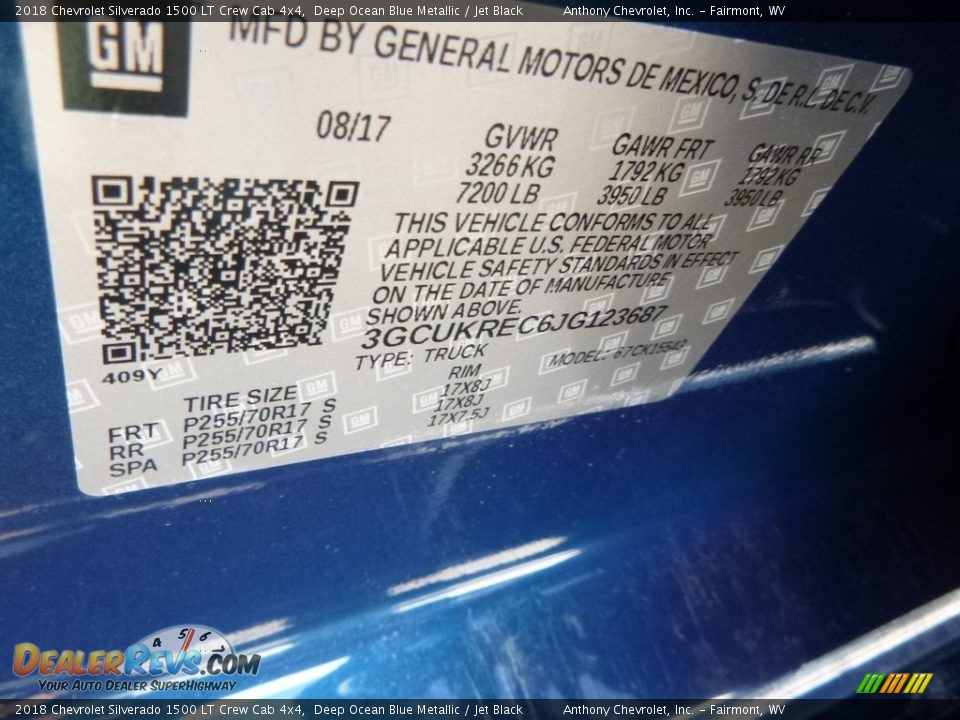 2018 Chevrolet Silverado 1500 LT Crew Cab 4x4, Deep Ocean Blue Metallic / Jet Black Anthony Chevrolet, Inc. - Fairmont, WV
GM
MFD BY GENERAL MOTORS DE MEXICO, S. DE R.L. DE C.V.
08/17
GVWR GAWR FRT GAWR RR
3266 KG 1792 KG 1792 KG
7200 LB 3950 LB 3950 LB
THIS VEHICLE CONFORMS TO ALL
APPLICABLE U.S. FEDERAL MOTOR
VEHICLE SAFETY STANDARDS IN EFFECT
ON THE DATE OF MANUFACTURE
SHOWN ABOVE.
3GCUKREC6JG123687
409Y TYPE: TRUCK MODEL: 67CK15543
TIRE SIZE RIM
FRT P255/70R17 S 17X8J
RR P255/70R17 S 17X8J
SPA P255/70R17 S 17X7.5J
4 5 6
DEALERREVS.COM
YOUR AUTO DEALER SUPERHIGHWAY
2018 Chevrolet Silverado 1500 LT Crew Cab 4x4, Deep Ocean Blue Metallic / Jet Black Anthony Chevrolet, Inc. - Fairmont, WV